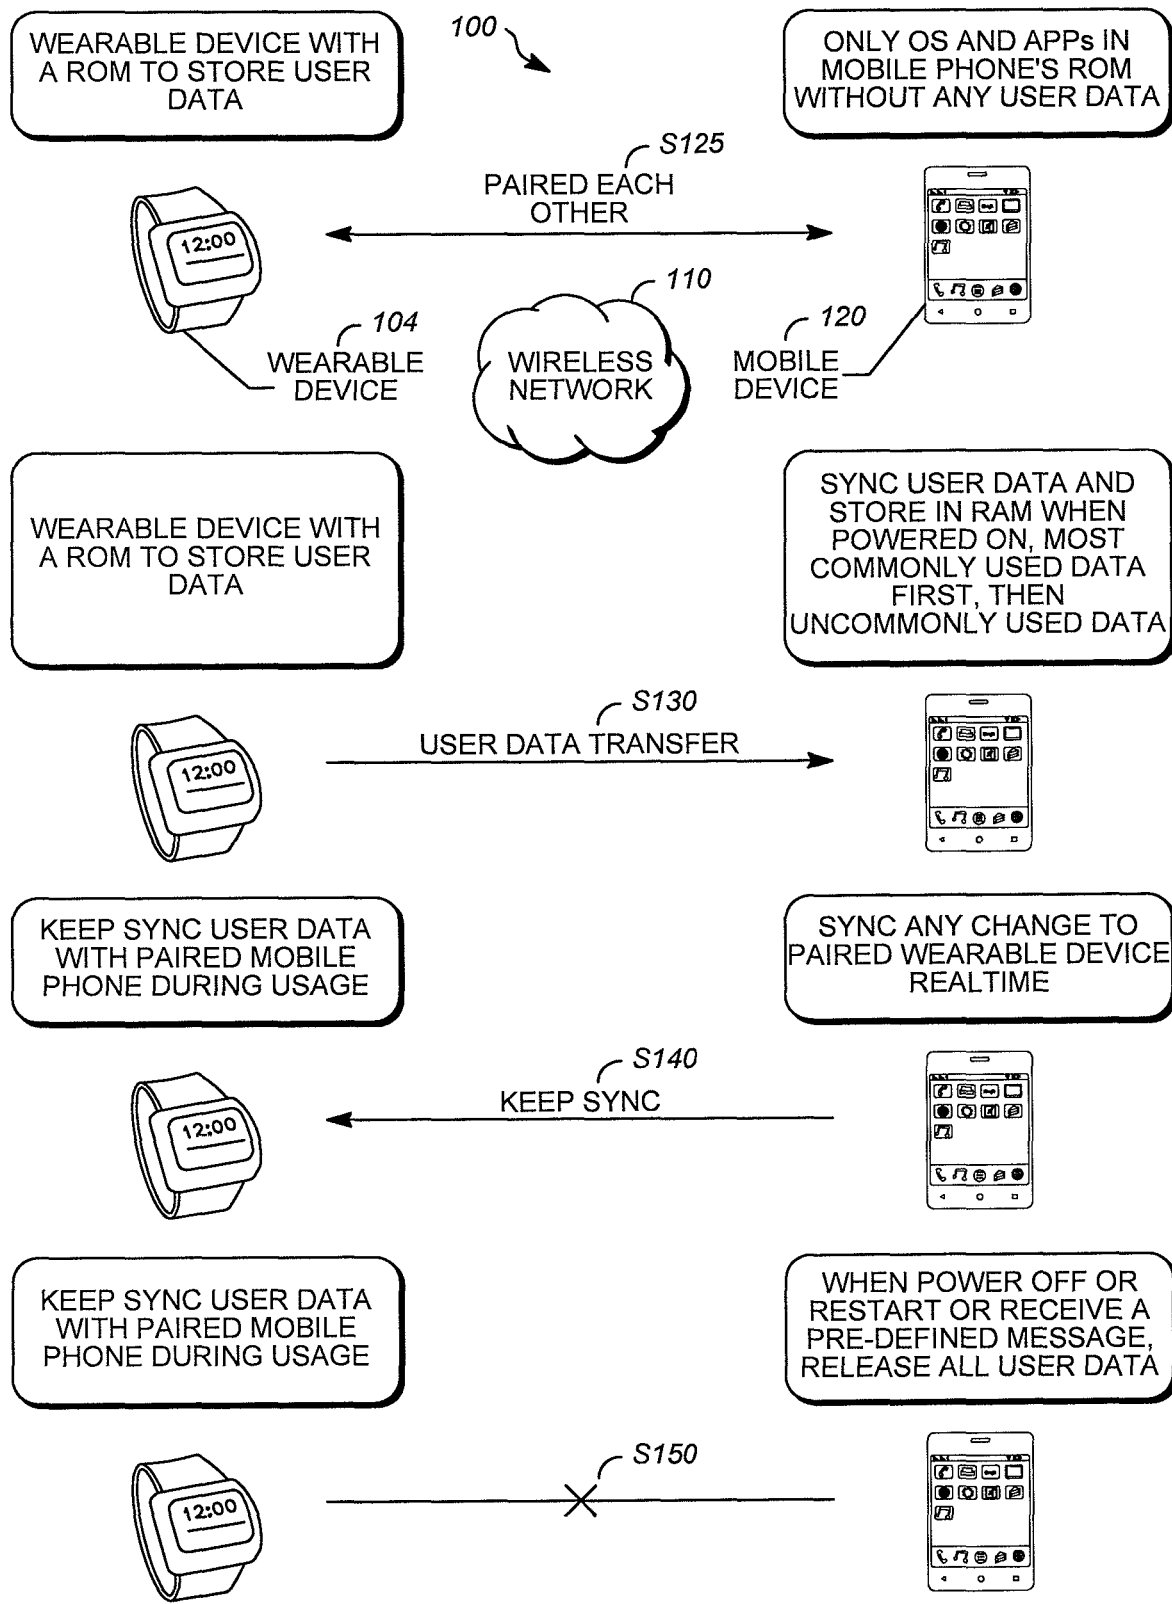 WEARABLE DEVICE WITH
A ROM TO STORE USER
DATA
100
ONLY OS AND APPs IN
MOBILE PHONE'S ROM
WITHOUT ANY USER DATA
S125
PAIRED EACH
OTHER
12:00
110
104
WEARABLE
DEVICE
WIRELESS
NETWORK
120
MOBILE
DEVICE
WEARABLE DEVICE WITH
A ROM TO STORE USER
DATA
SYNC USER DATA AND
STORE IN RAM WHEN
POWERED ON, MOST
COMMONLY USED DATA
FIRST, THEN
UNCOMMONLY USED DATA
S130
USER DATA TRANSFER
12:00
KEEP SYNC USER DATA
WITH PAIRED MOBILE
PHONE DURING USAGE
SYNC ANY CHANGE TO
PAIRED WEARABLE DEVICE
REALTIME
S140
KEEP SYNC
12:00
KEEP SYNC USER DATA
WITH PAIRED MOBILE
PHONE DURING USAGE
WHEN POWER OFF OR
RESTART OR RECEIVE A
PRE-DEFINED MESSAGE,
RELEASE ALL USER DATA
S150
12:00